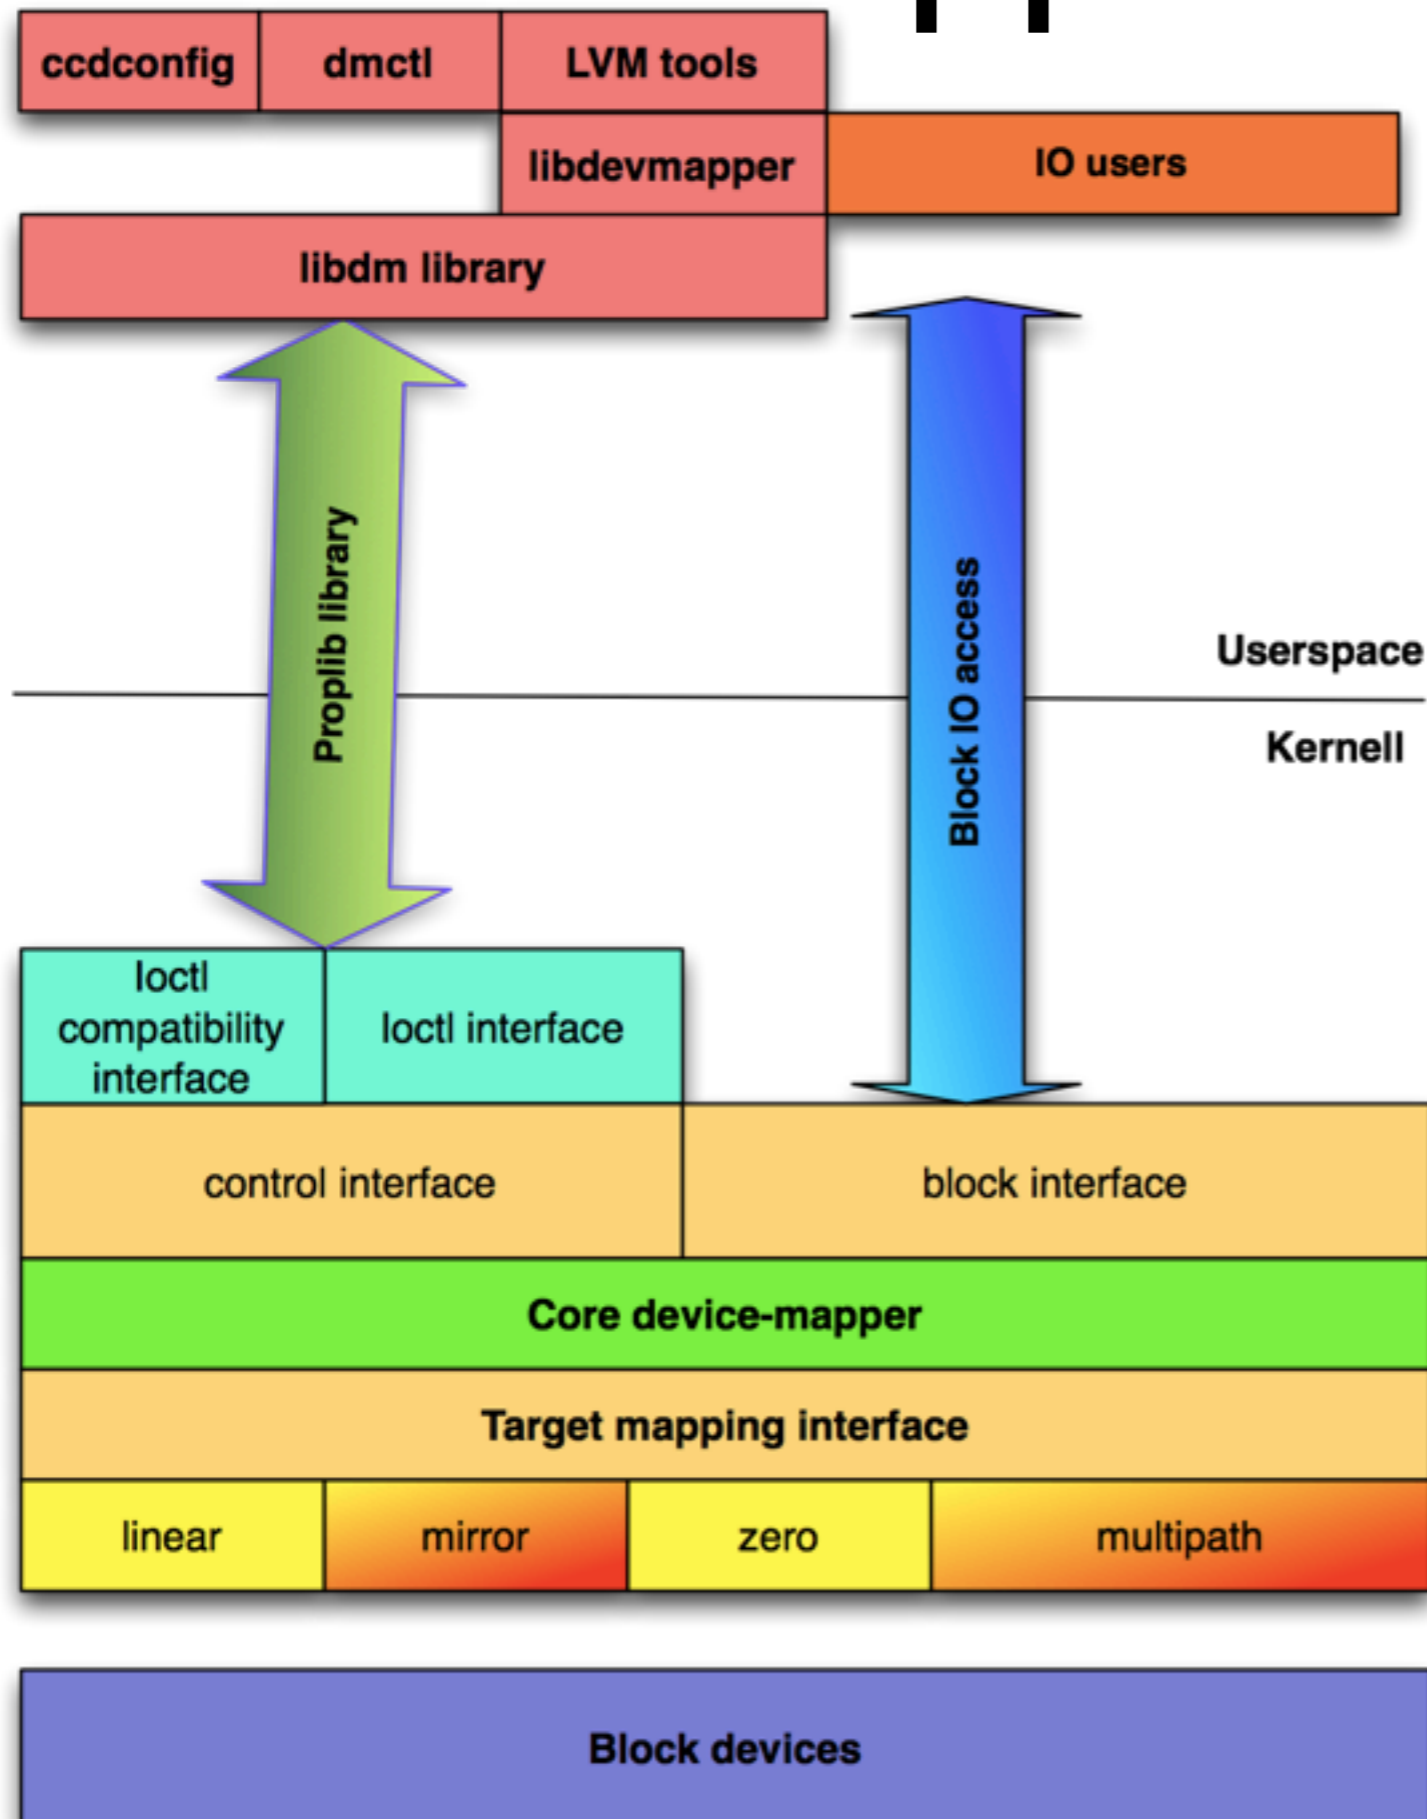 ccdconfig
dmctl
LVM tools
libdevmapper
IO users
libdm library
Proplib library
Block IO access
Userspace
Kernell
Ioctl
compatibility
interface
Ioctl interface
control interface
block interface
Core device-mapper
Target mapping interface
linear
mirror
zero
multipath
Block devices